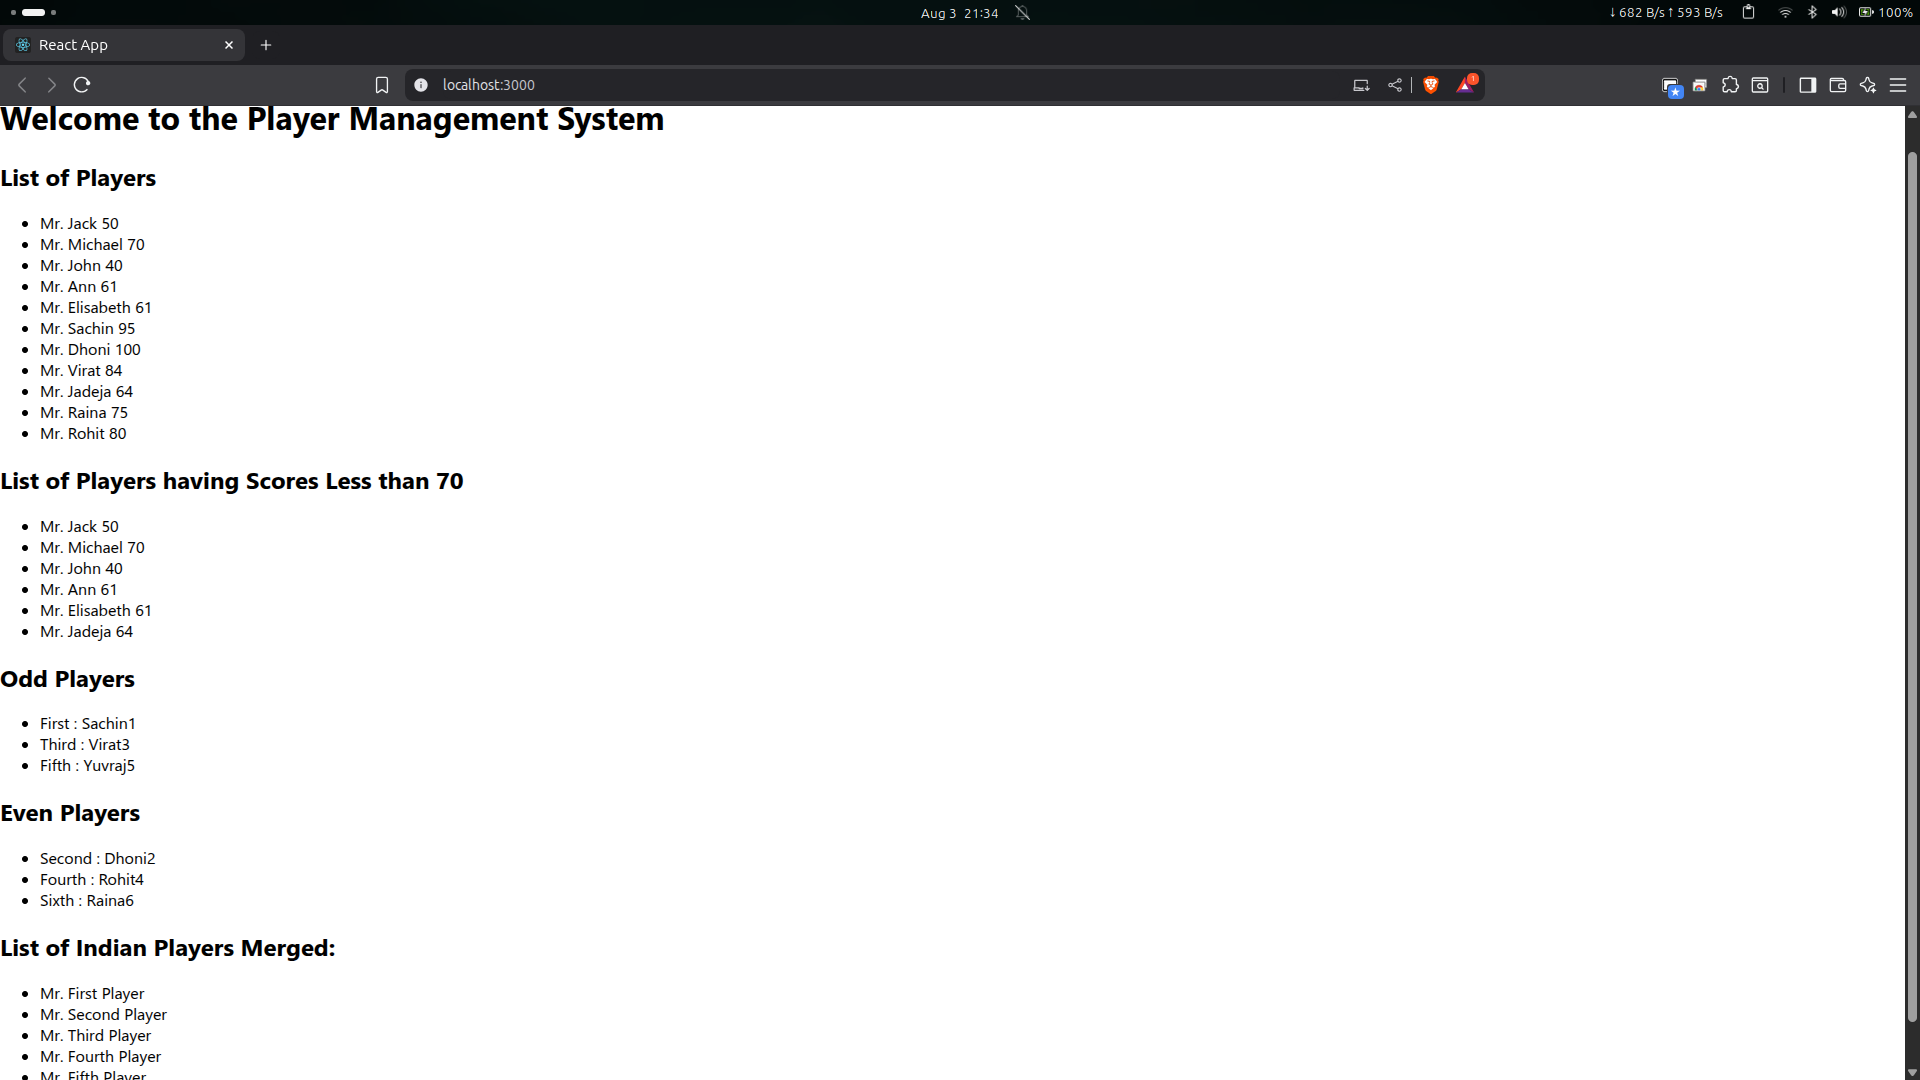 Aug 3 21:34
↓ 682 B/s ↑ 593 B/s
100%
React App
localhost:3000
1
Welcome to the Player Management System
List of Players
• Mr. Jack 50
• Mr. Michael 70
• Mr. John 40
• Mr. Ann 61
• Mr. Elisabeth 61
• Mr. Sachin 95
• Mr. Dhoni 100
• Mr. Virat 84
• Mr. Jadeja 64
• Mr. Raina 75
• Mr. Rohit 80
List of Players having Scores Less than 70
• Mr. Jack 50
• Mr. Michael 70
• Mr. John 40
• Mr. Ann 61
• Mr. Elisabeth 61
• Mr. Jadeja 64
Odd Players
• First : Sachin1
• Third : Virat3
• Fifth : Yuvraj5
Even Players
• Second : Dhoni2
• Fourth : Rohit4
• Sixth : Raina6
List of Indian Players Merged:
• Mr. First Player
• Mr. Second Player
• Mr. Third Player
• Mr. Fourth Player
• Mr. Fifth Player